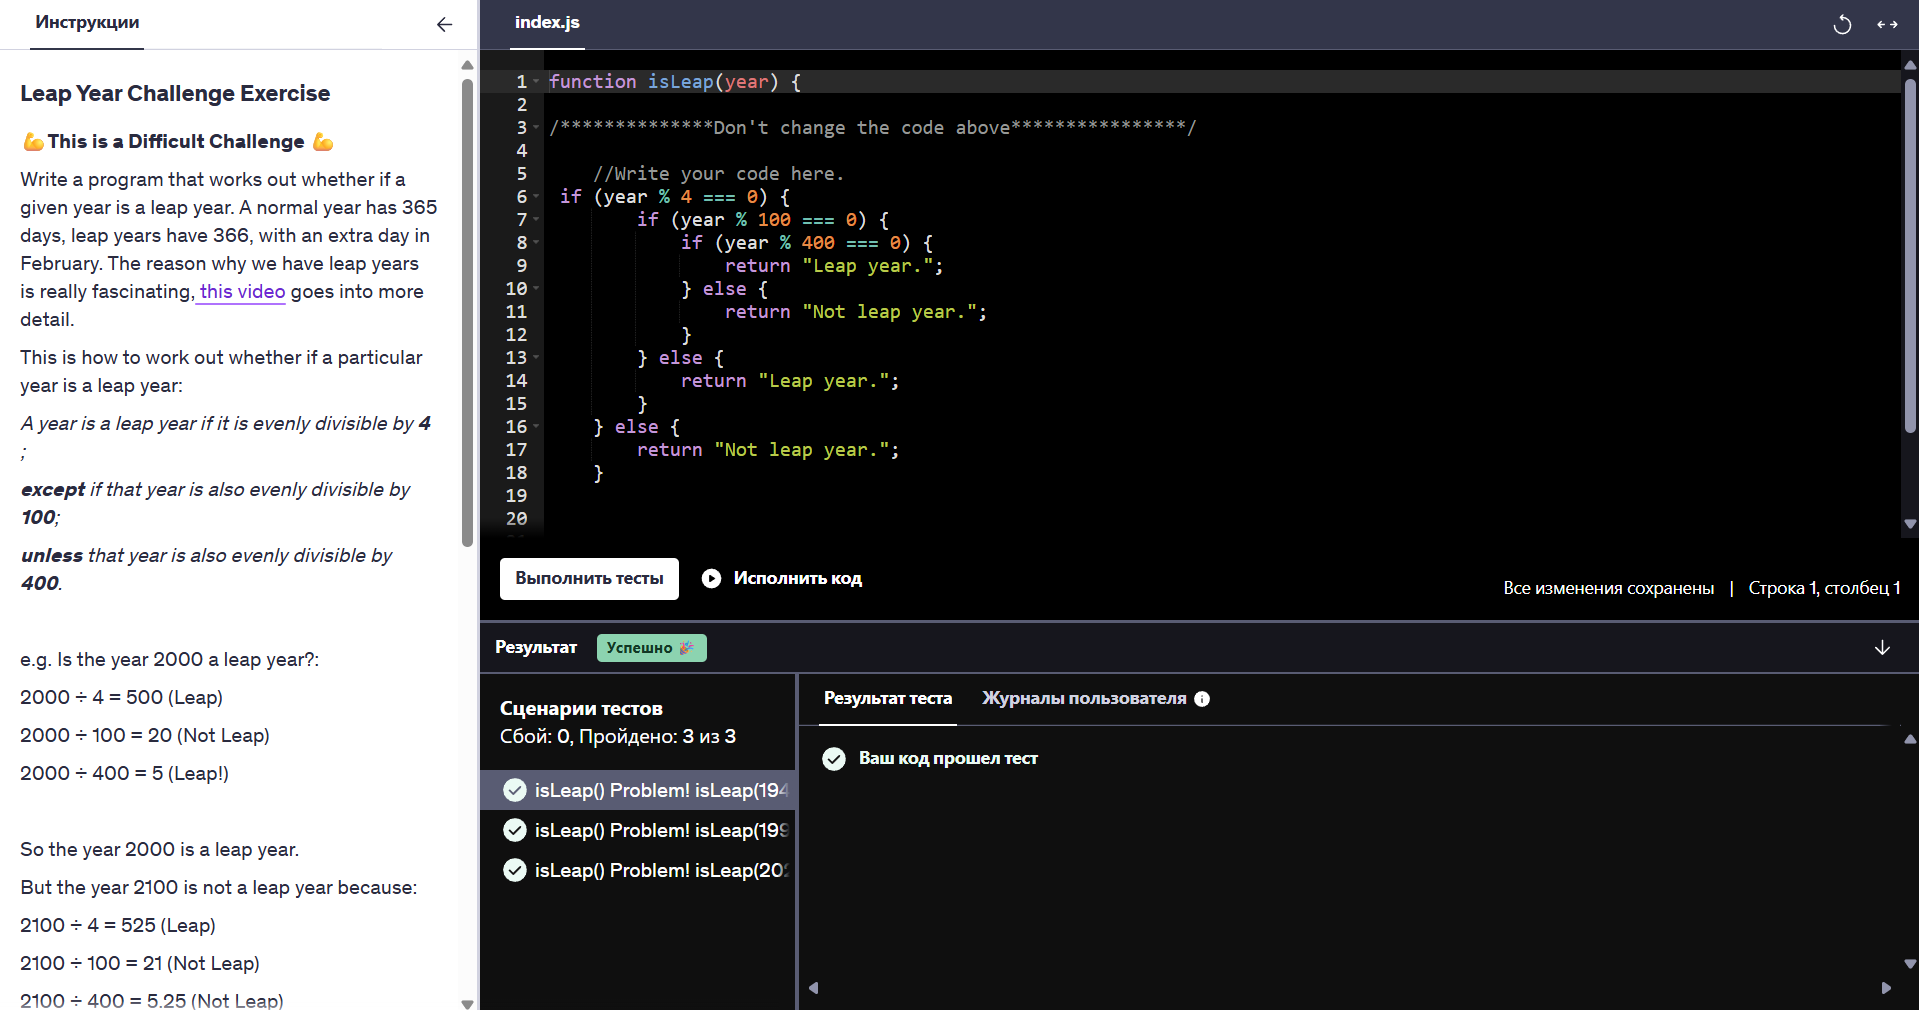 Инструкции
Leap Year Challenge Exercise
💪This is a Difficult Challenge 💪
Write a program that works out whether if a
given year is a leap year. A normal year has 365
days, leap years have 366, with an extra day in
February. The reason why we have leap years
is really fascinating, this video goes into more
detail.
This is how to work out whether if a particular
year is a leap year:
A year is a leap year if it is evenly divisible by 4
;
except if that year is also evenly divisible by
100;
unless that year is also evenly divisible by
400.
e.g. Is the year 2000 a leap year?:
2000 ÷ 4 = 500 (Leap)
2000 ÷ 100 = 20 (Not Leap)
2000 ÷ 400 = 5 (Leap!)
So the year 2000 is a leap year.
But the year 2100 is not a leap year because:
2100 ÷ 4 = 525 (Leap)
2100 ÷ 100 = 21 (Not Leap)
2100 ÷ 400 = 5.25 (Not Leap)
index.js
1 function isLeap(year) {
2
3 /**************Don't change the code above****************/
4
5 //Write your code here.
6 if (year % 4 === 0) {
7 if (year % 100 === 0) {
8 if (year % 400 === 0) {
9 return "Leap year.";
10 } else {
11 return "Not leap year.";
12 }
13 } else {
14 return "Leap year.";
15 }
16 } else {
17 return "Not leap year.";
18 }
19
20
Выполнить тесты
Исполнить код
Все изменения сохранены | Строка 1, столбец 1
Результат
Успешно 🎉
Сценарии тестов
Сбой: 0, Пройдено: 3 из 3
isLeap() Problem! isLeap(194
isLeap() Problem! isLeap(199
isLeap() Problem! isLeap(20
Результат теста
Журналы пользователя
Ваш код прошел тест